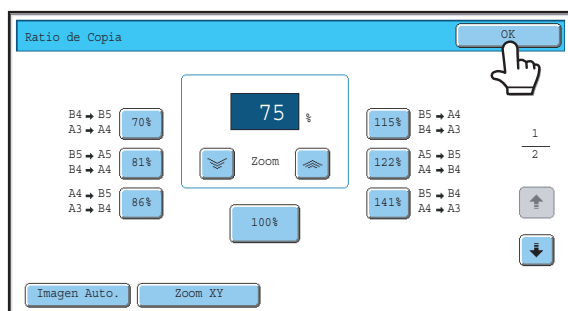 Ratio de Copia
OK
75 %
B4 → B5
A3 → A4
70%
115%
B5 → A4
B4 → A3
B5 → A5
B4 → A4
81%
Zoom
122%
A5 → B5
A4 → B4
A4 → B5
A3 → B4
86%
100%
141%
B5 → B4
A4 → A3
1
2
Imagen Auto.
Zoom XY